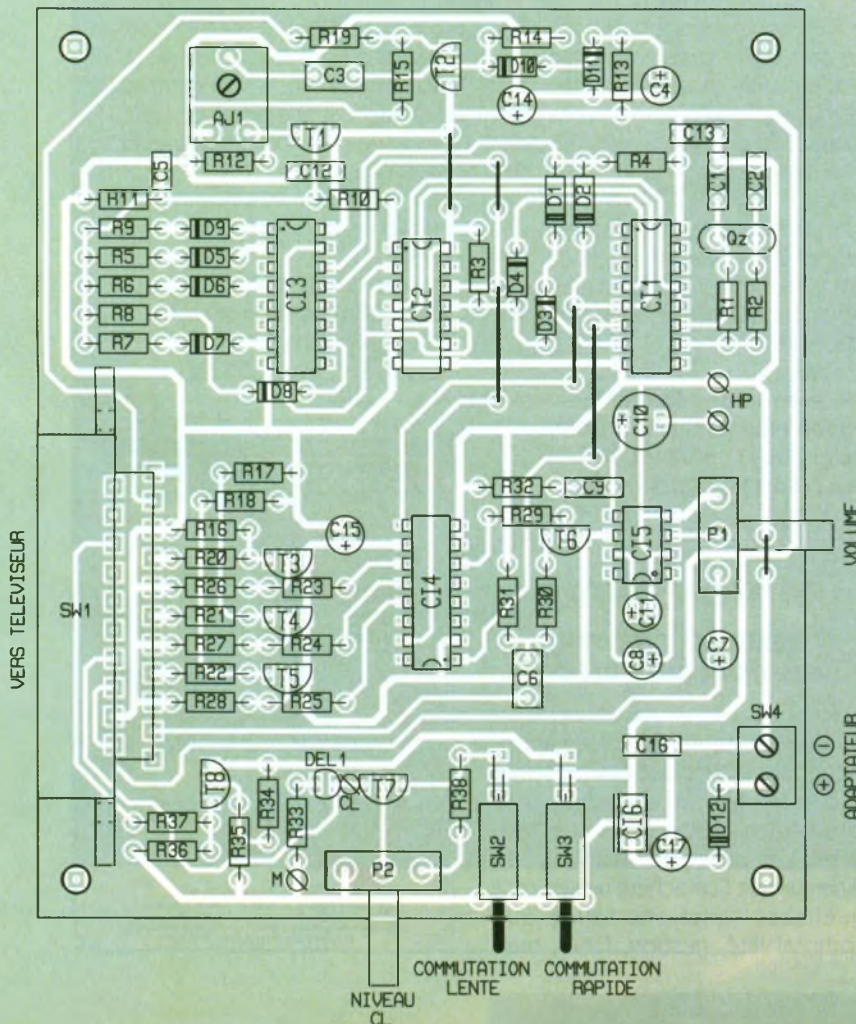 R19
R14
D10
D11
R13
C4
C3
R15
T2
C14
AJ1
T1
C13
C5
R12
C12
R4
C1
C2
R11
R10
D1
D2
R9
D9
Qz
R5
D5
CI3
CI2
R3
D4
CI1
R6
D6
R8
D3
R1
R2
R7
D7
D8
HP
C10
R17
R18
R32
C9
R16
C15
R29
T6
CI5
P1
VOLUME
R20
T3
R26
R23
CI4
R31
R30
VERS TELEVISEUR
SW1
R21
T4
C11
R27
R24
R22
T5
C8
C7
C6
R28
R25
SW4
C16
DEL1
CL
T7
T8
R34
R38
ADAPTATEUR
R37
R35
R33
SW2
SW3
CI6
D12
C17
R36
M
P2
COMMUTATION
LENTE
COMMUTATION
RAPIDE
NIVEAU
CL